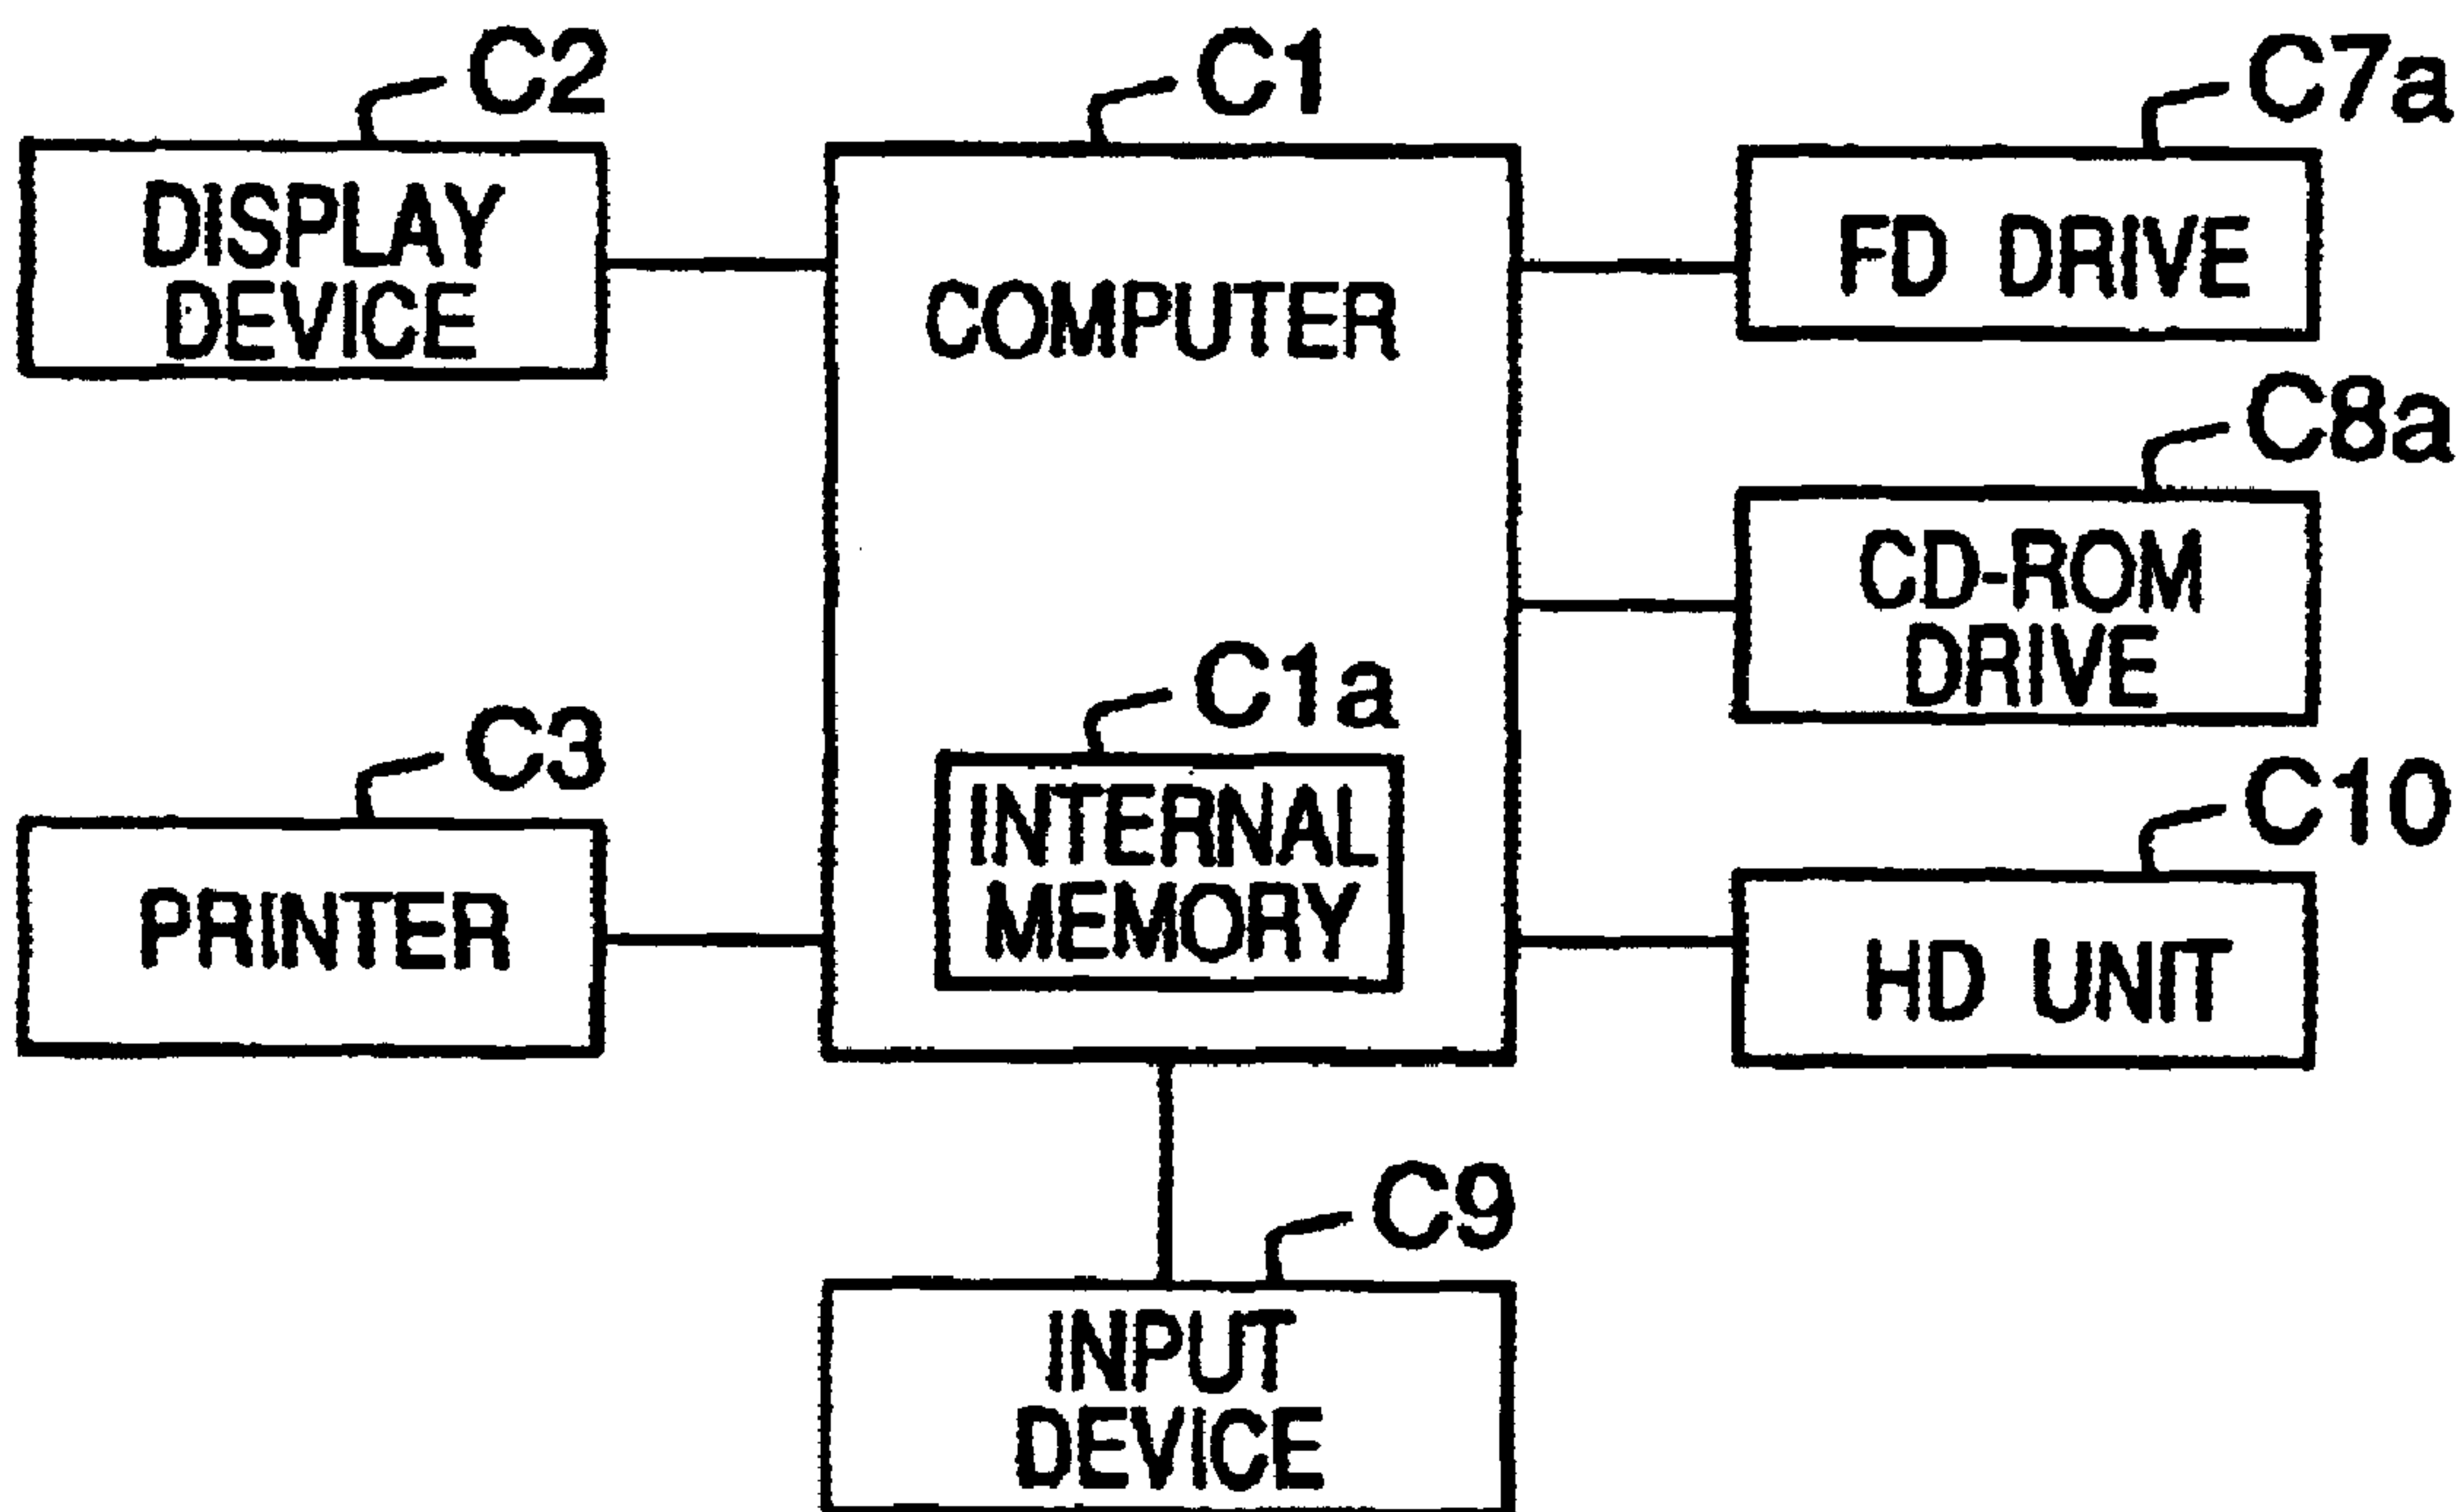 C2
C1
C7a
DISPLAY
DEVICE
COMPUTER
FD DRIVE
C8a
CD-ROM
DRIVE
C1a
C3
INTERNAL
MEMORY
C10
PRINTER
HD UNIT
C9
INPUT
DEVICE